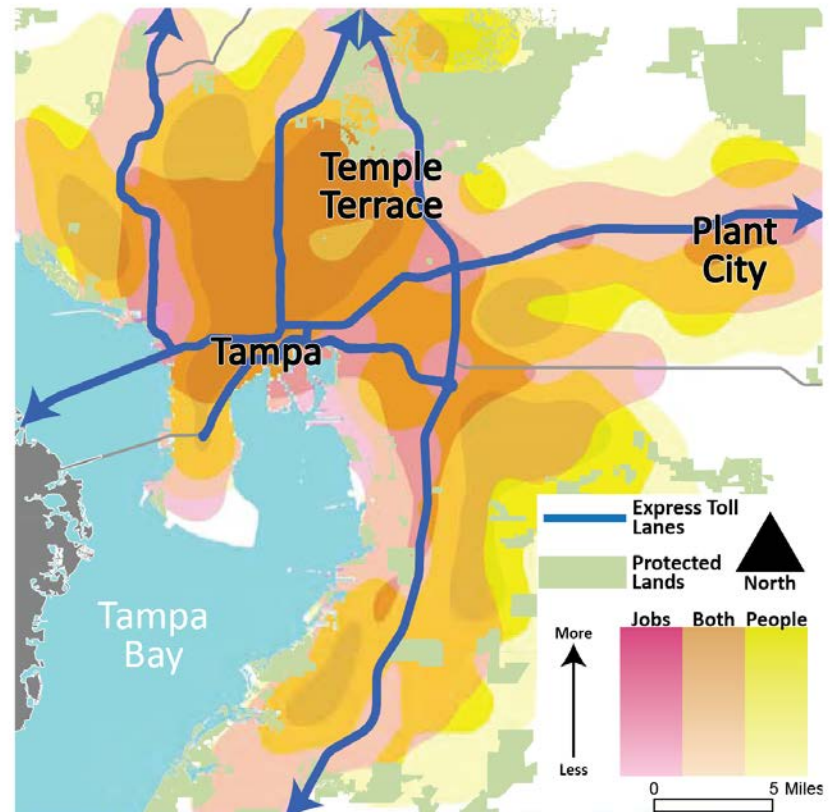 Temple
Terrace
Plant
City
Tampa
Tampa
Bay
Express Toll
Lanes
Protected
Lands
North
Jobs Both People
More
Less
0 5 Miles